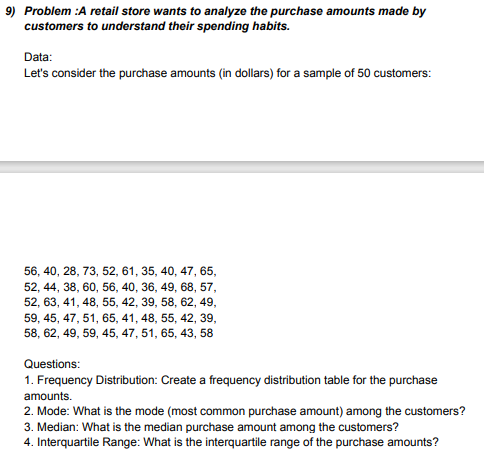 9) Problem :A retail store wants to analyze the purchase amounts made by
customers to understand their spending habits.
Data:
Let's consider the purchase amounts (in dollars) for a sample of 50 customers:
56, 40, 28, 73, 52, 61, 35, 40, 47, 65,
52, 44, 38, 60, 56, 40, 36, 49, 68, 57,
52, 63, 41, 48, 55, 42, 39, 58, 62, 49,
59, 45, 47, 51, 65, 41, 48, 55, 42, 39,
58, 62, 49, 59, 45, 47, 51, 65, 43, 58
Questions:
1. Frequency Distribution: Create a frequency distribution table for the purchase
amounts.
2. Mode: What is the mode (most common purchase amount) among the customers?
3. Median: What is the median purchase amount among the customers?
4. Interquartile Range: What is the interquartile range of the purchase amounts?